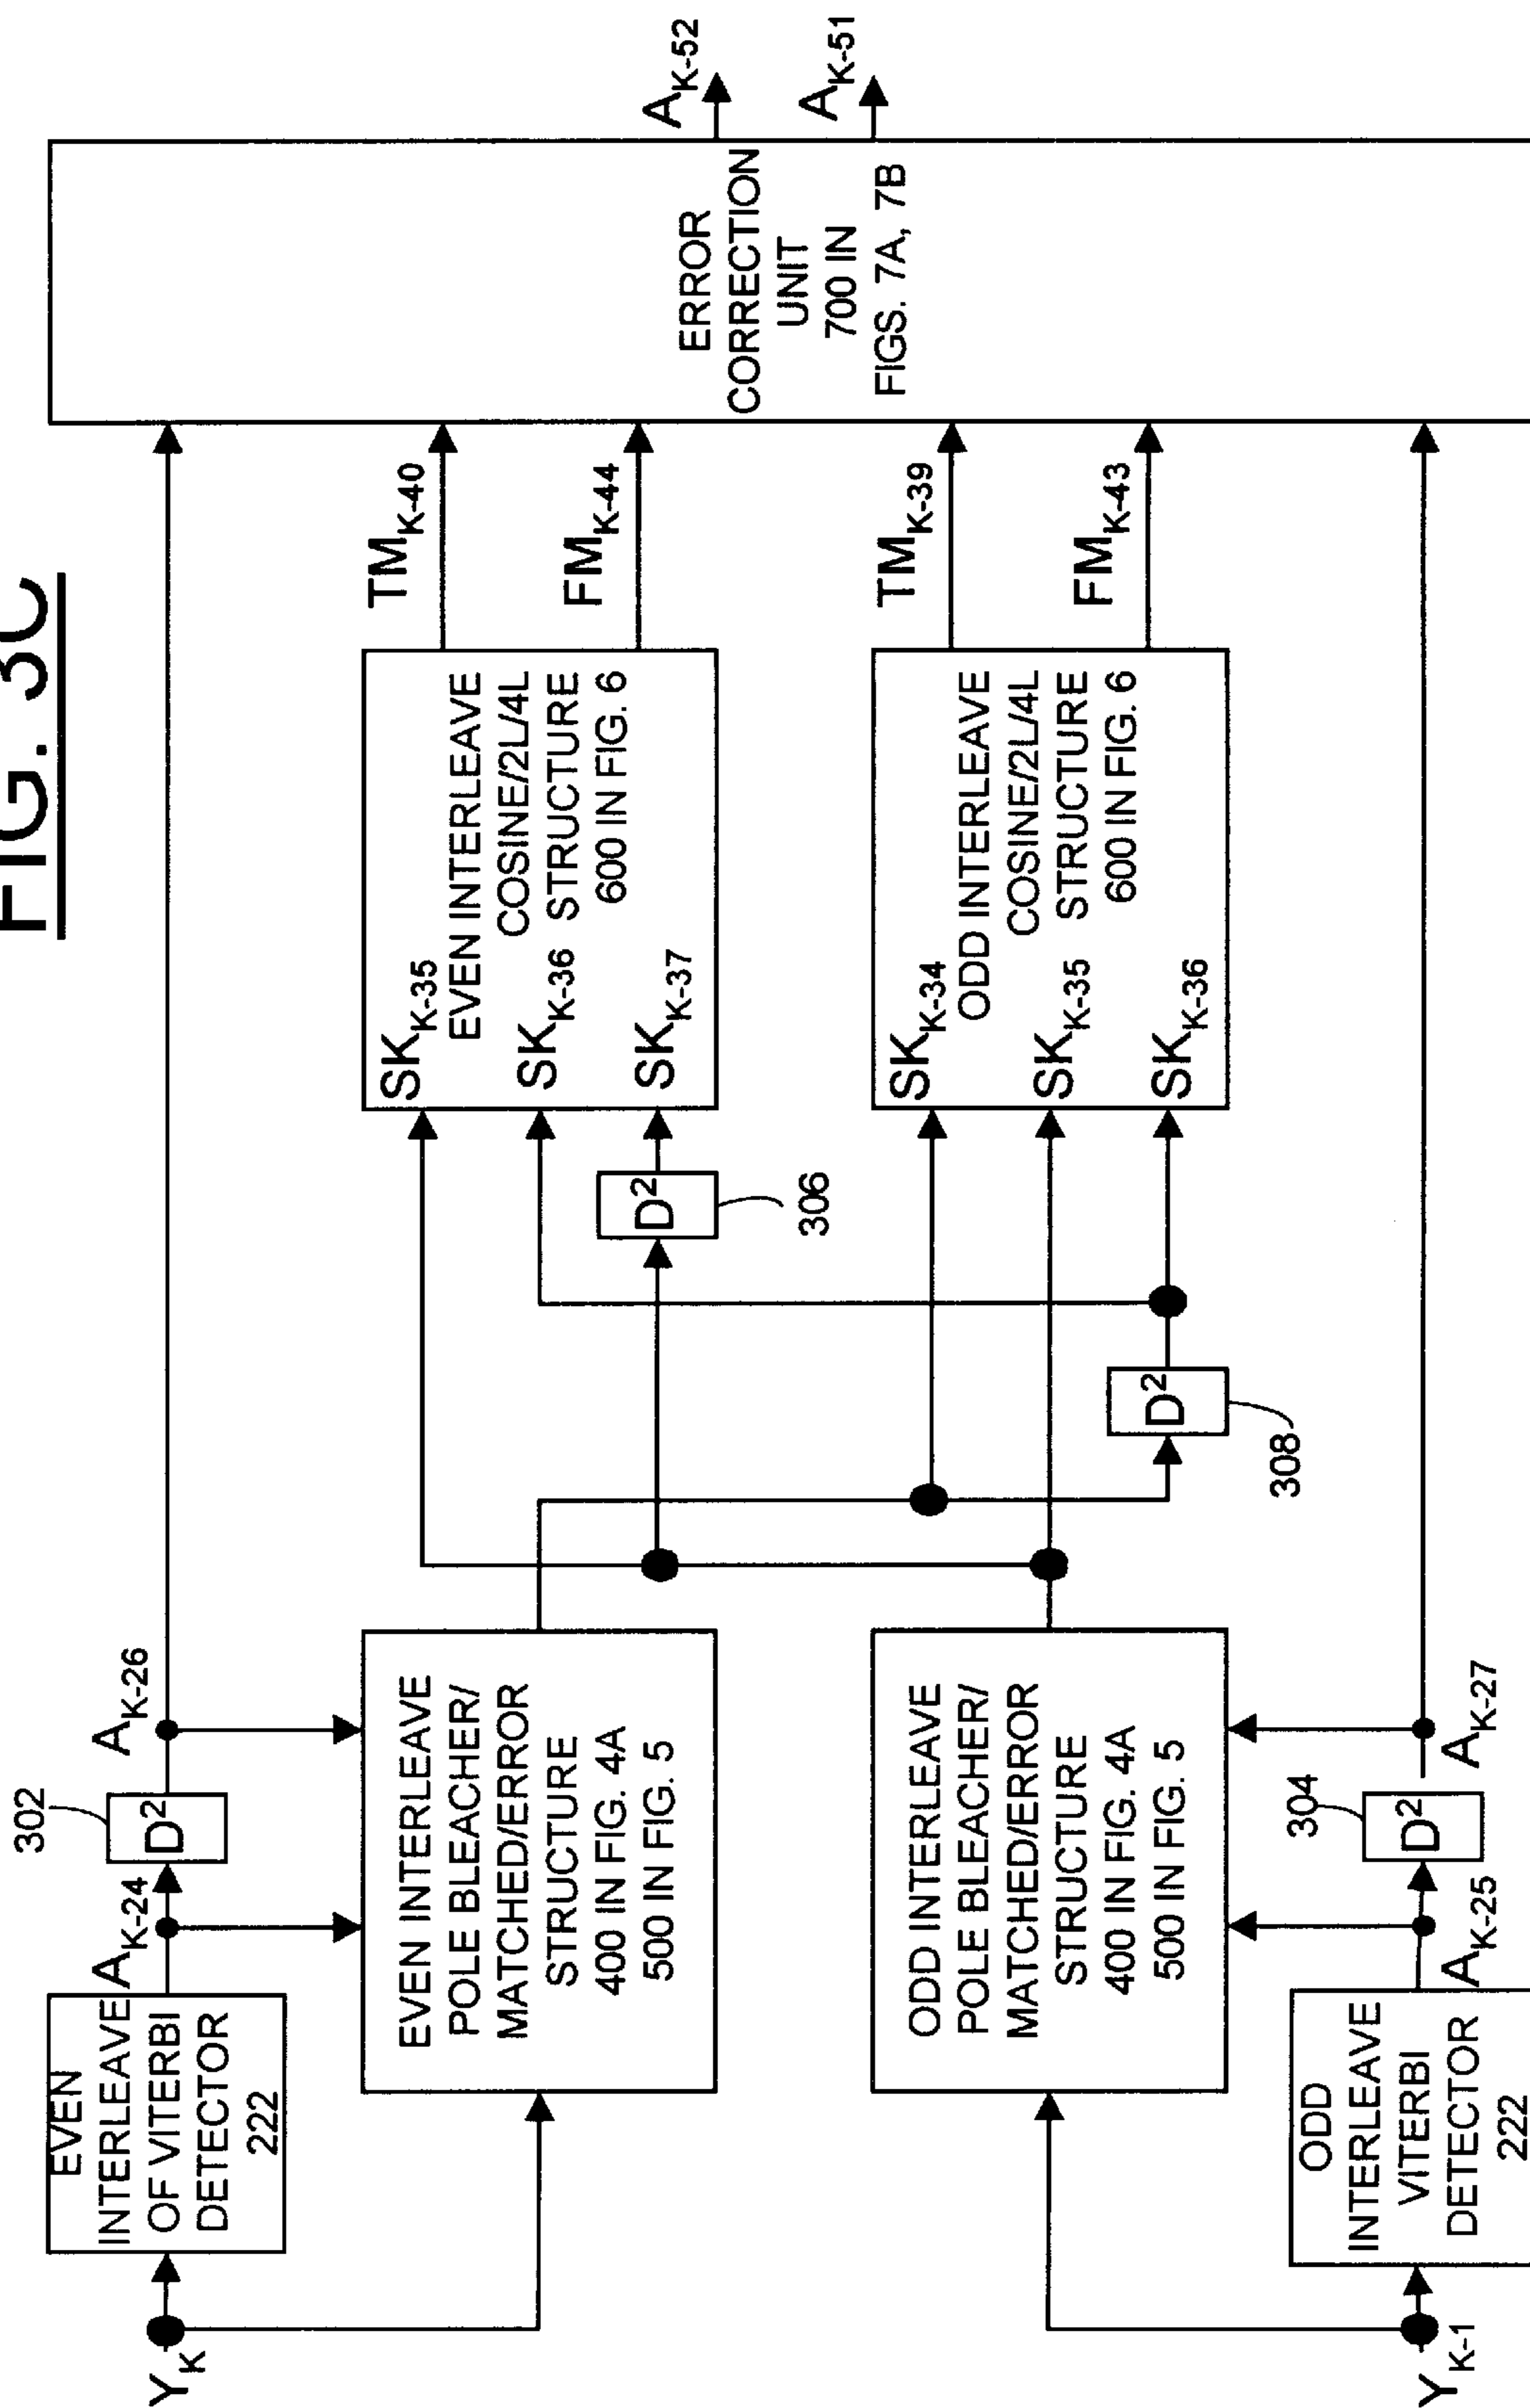 FIG. 3C
Y_K
EVEN
INTERLEAVE
OF VITERBI
DETECTOR
222
A_K-24
302
D²
A_K-26
EVEN INTERLEAVE
POLE BLEACHER/
MATCHED/ERROR
STRUCTURE
400 IN FIG. 4A
500 IN FIG. 5
D²
306
SK_K-35
EVEN INTERLEAVE
COSINE/2L/4L
SK_K-36 STRUCTURE
600 IN FIG. 6
SK_K-37
TM_K-40
FM_K-44
ERROR
CORRECTION
UNIT
700 IN
FIGS. 7A, 7B
A_K-52
A_K-51
ODD INTERLEAVE
POLE BLEACHER/
MATCHED/ERROR
STRUCTURE
400 IN FIG. 4A
500 IN FIG. 5
D²
308
SK_K-34
ODD INTERLEAVE
COSINE/2L/4L
SK_K-35 STRUCTURE
600 IN FIG. 6
SK_K-36
TM_K-39
FM_K-43
Y_K-1
ODD
INTERLEAVE
VITERBI
DETECTOR
222
A_K-25
304
D²
A_K-27